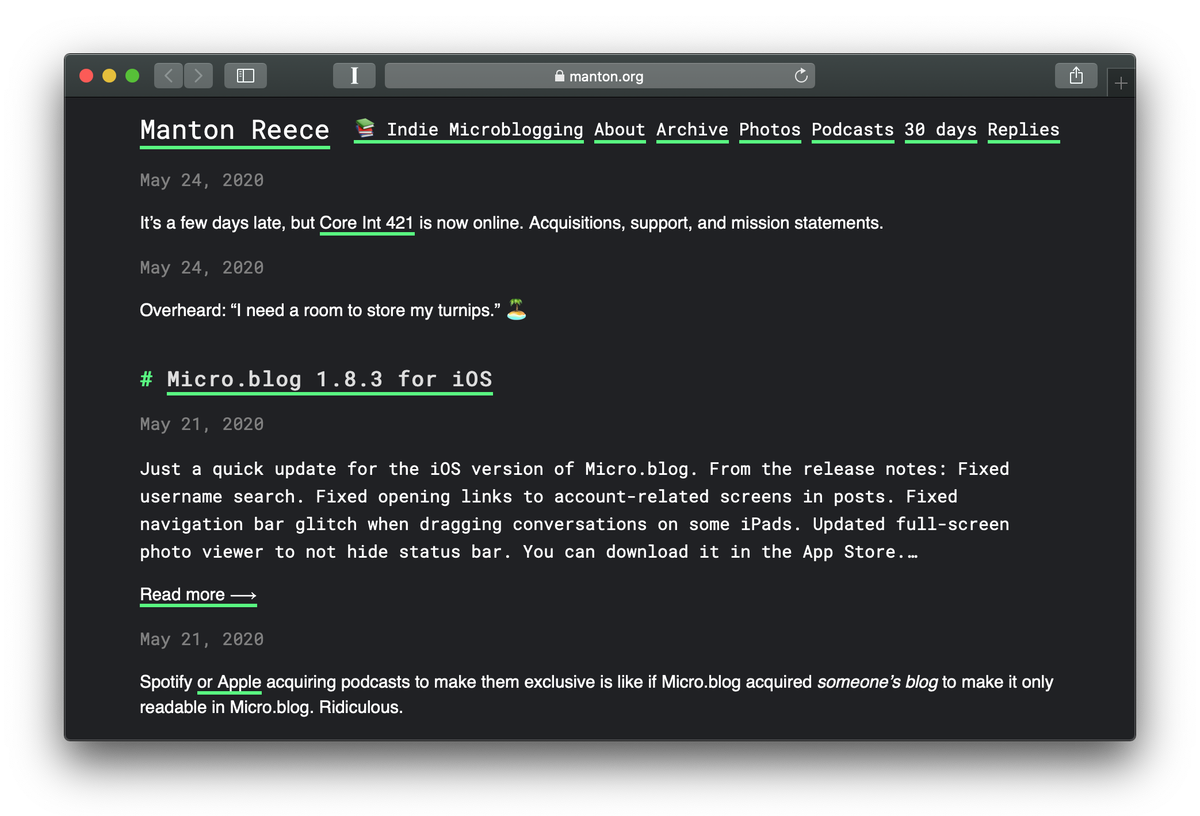 manton.org
Manton Reece 📚 Indie Microblogging About Archive Photos Podcasts 30 days Replies
May 24, 2020
It’s a few days late, but Core Int 421 is now online. Acquisitions, support, and mission statements.
May 24, 2020
Overheard: “I need a room to store my turnips.” 🏝
# Micro.blog 1.8.3 for iOS
May 21, 2020
Just a quick update for the iOS version of Micro.blog. From the release notes: Fixed
username search. Fixed opening links to account-related screens in posts. Fixed
navigation bar glitch when dragging conversations on some iPads. Updated full-screen
photo viewer to not hide status bar. You can download it in the App Store.…
Read more ⟶
May 21, 2020
Spotify or Apple acquiring podcasts to make them exclusive is like if Micro.blog acquired someone’s blog to make it only
readable in Micro.blog. Ridiculous.